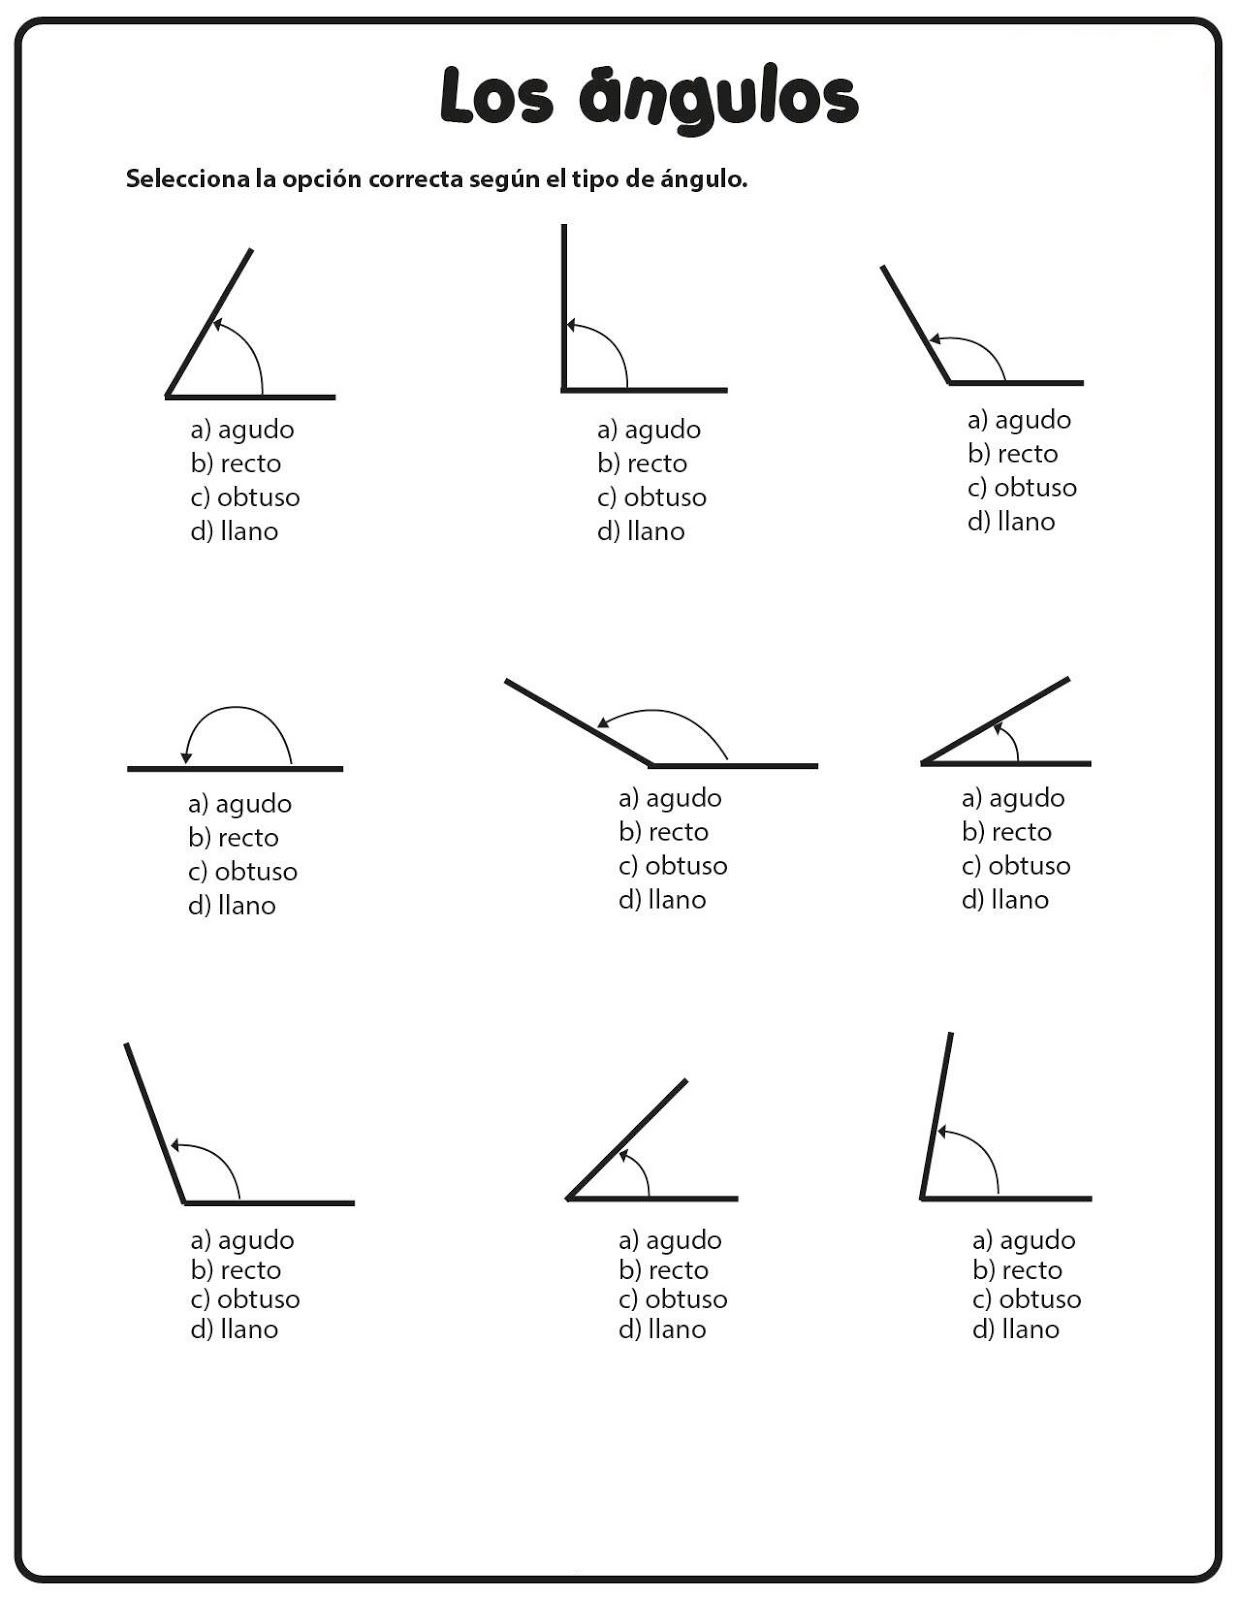 Los ángulos
Selecciona la opción correcta según el tipo de ángulo.
a) agudo
b) recto
c) obtuso
d) llano
a) agudo
b) recto
c) obtuso
d) llano
a) agudo
b) recto
c) obtuso
d) llano
a) agudo
b) recto
c) obtuso
d) llano
a) agudo
b) recto
c) obtuso
d) llano
a) agudo
b) recto
c) obtuso
d) llano
a) agudo
b) recto
c) obtuso
d) llano
a) agudo
b) recto
c) obtuso
d) llano
a) agudo
b) recto
c) obtuso
d) llano